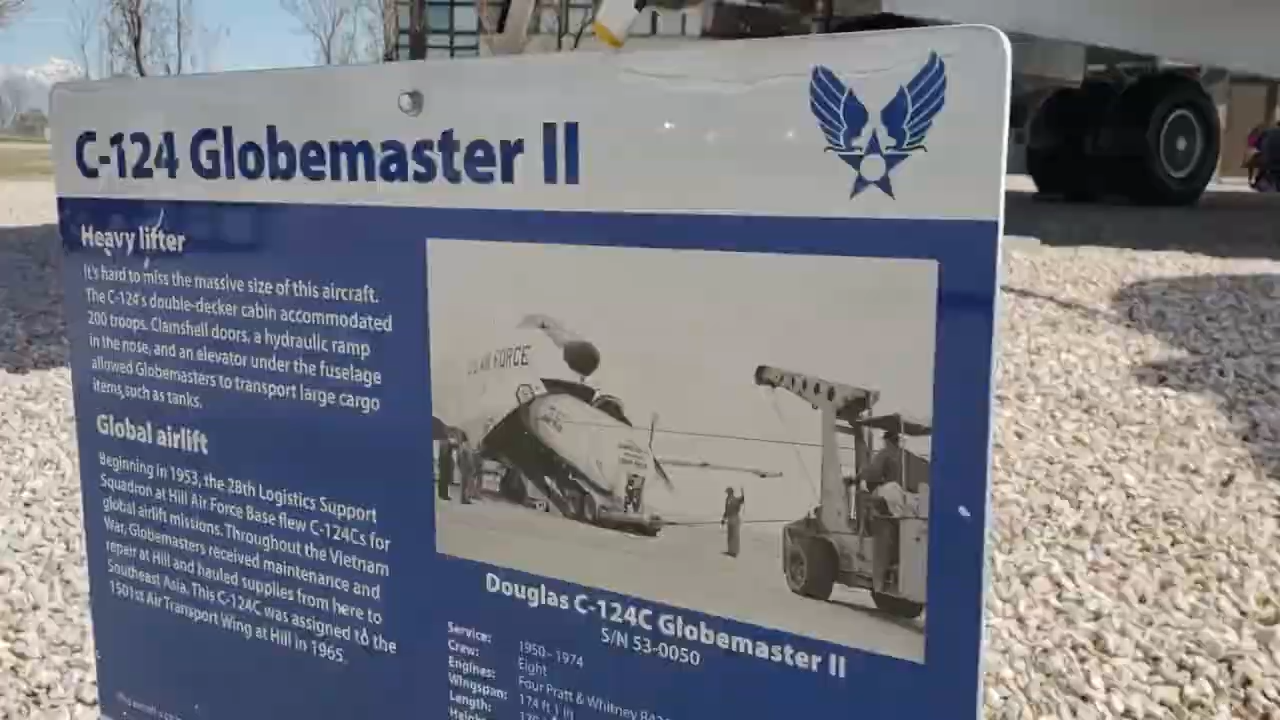 C-124 Globemaster II
Heavy lifter
It's hard to miss the massive size of this aircraft.
The C-124's double-decker cabin accommodated
200 troops. Clamshell doors, a hydraulic ramp
in the nose, and an elevator under the fuselage
allowed Globemasters to transport large cargo
items such as tanks.
Global airlift
Beginning in 1953, the 28th Logistics Support
Squadron at Hill Air Force Base flew C-124Cs for
global airlift missions. Throughout the Vietnam
War, Globemasters received maintenance and
repair at Hill and hauled supplies from here to
Southeast Asia. This C-124C was assigned to the
1501st Air Transport Wing at Hill in 1965.
AIR FORCE
Douglas C-124C Globemaster II
S/N 53-0050
Service: 1950 - 1974
Crew: Eight
Engines: Four Pratt & Whitney
Wingspan: 174 ft 1 in
Length: